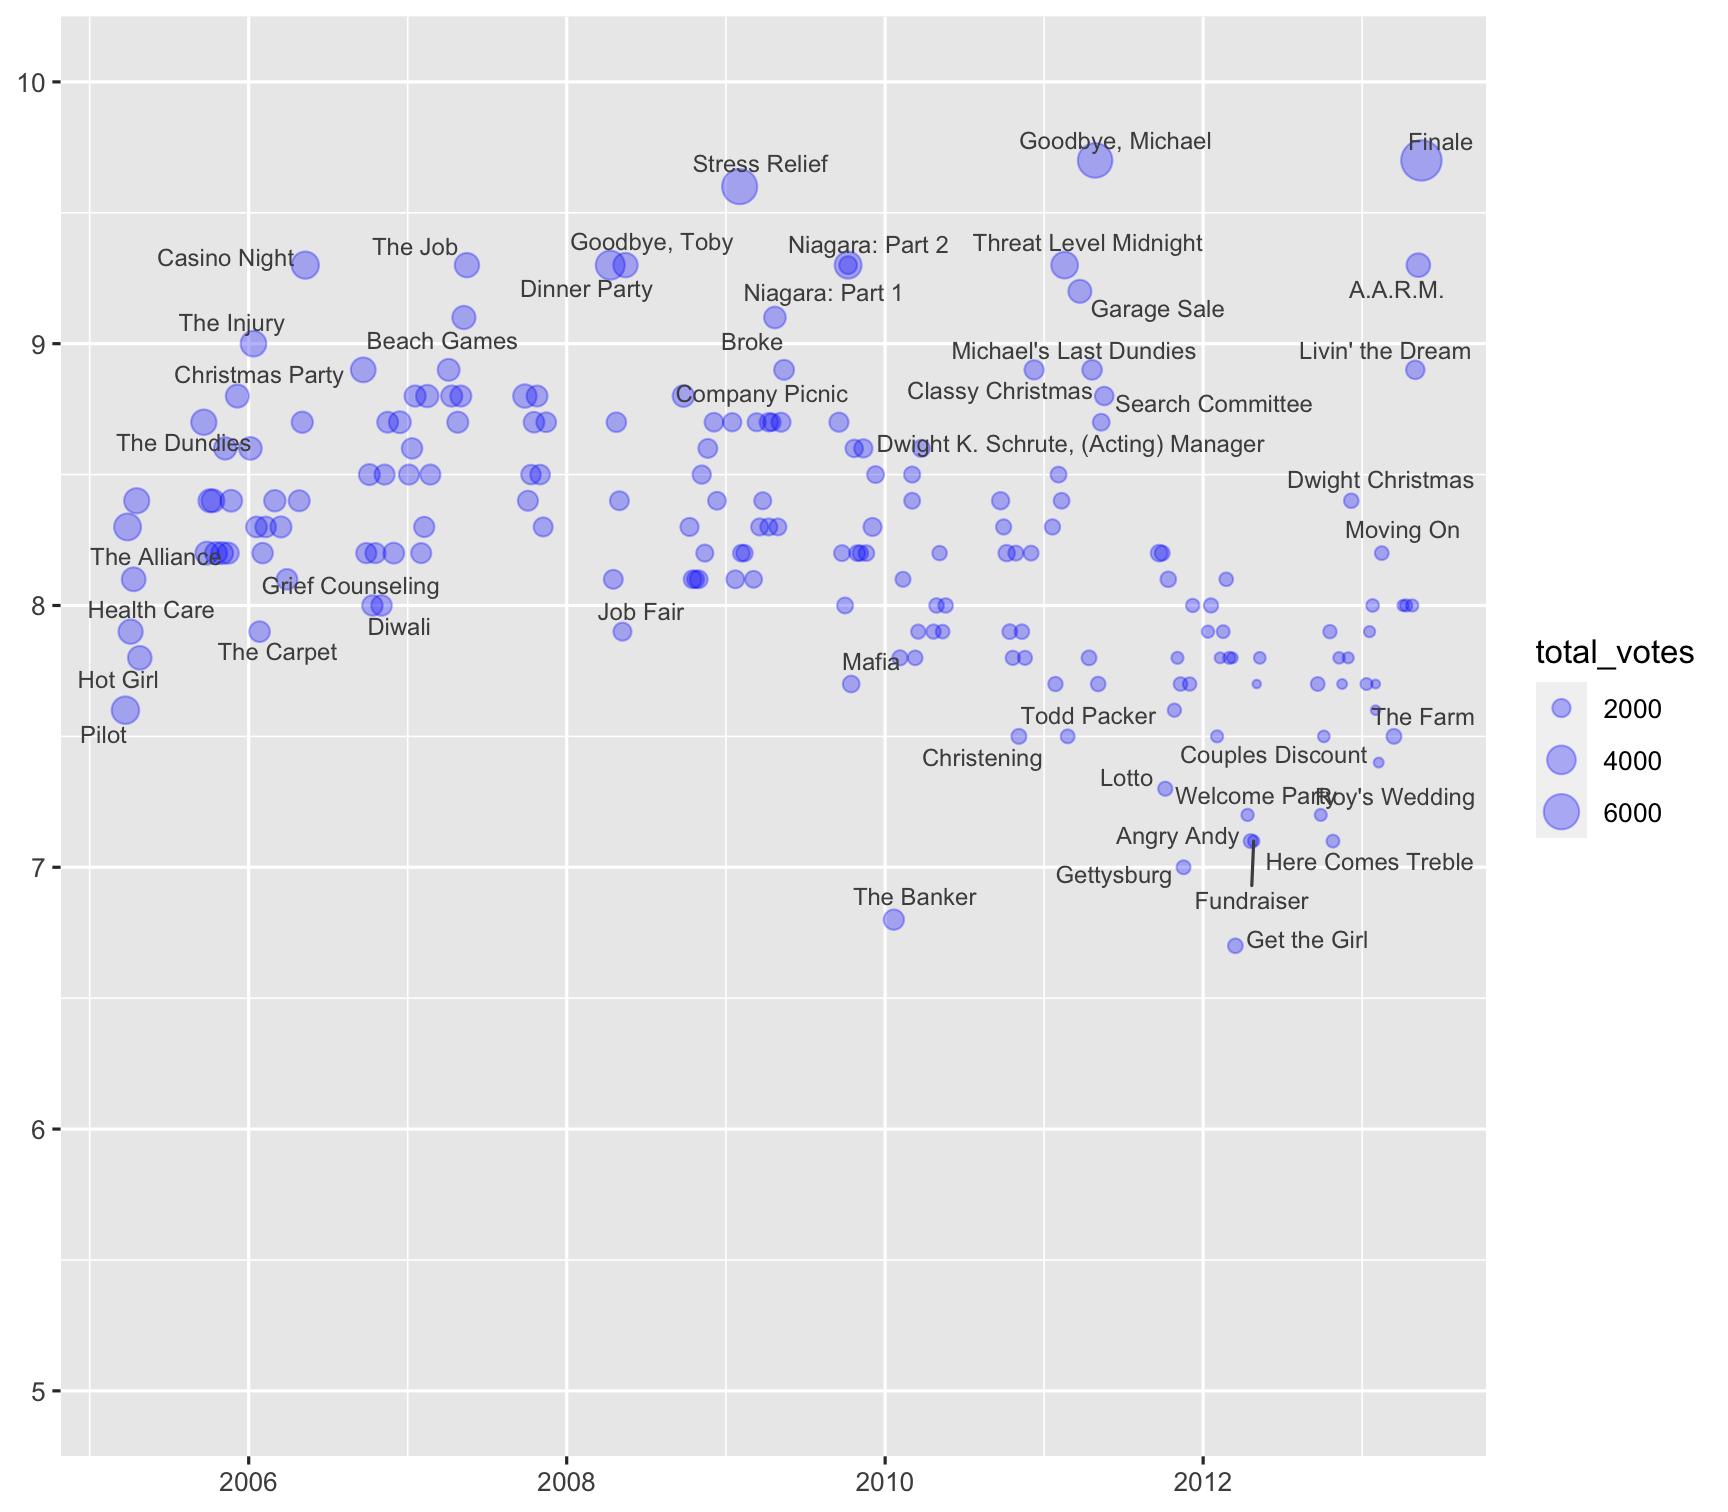 10
Goodbye, Michael
Finale
Stress Relief
Casino Night
The Job
Goodbye, Toby
Niagara: Part 2
Threat Level Midnight
Dinner Party
Niagara: Part 1
A.A.R.M.
Garage Sale
The Injury
Beach Games
Broke
9
Michael's Last Dundies
Livin' the Dream
Christmas Party
Company Picnic
Classy Christmas
Search Committee
The Dundies
Dwight K. Schrute, (Acting) Manager
Dwight Christmas
Moving On
The Alliance
Grief Counseling
8
Health Care
Diwali
Job Fair
The Carpet
Mafia
Hot Girl
Pilot
Todd Packer
The Farm
Christening
Couples Discount
Lotto
Welcome Party
Roy's Wedding
Angry Andy
Here Comes Treble
7
Gettysburg
The Banker
Fundraiser
Get the Girl
6
5
2006
2008
2010
2012
total_votes
2000
4000
6000